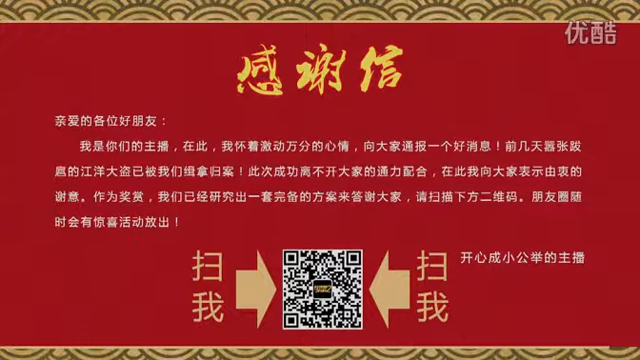 优酷
感谢信
亲爱的各位好朋友：
我是你们的主播，在此，我怀着激动万分的心情，向大家通报一个好消息！前几天嚣张跋
扈的江洋大盗已被我们缉拿归案！此次成功离不开大家的通力配合，在此我向大家表示由衷的
谢意。作为奖赏，我们已经研究出一套完备的方案来答谢大家，请扫描下方二维码。朋友圈随
时会有惊喜活动放出！
扫我
扫我
开心成小公举的主播